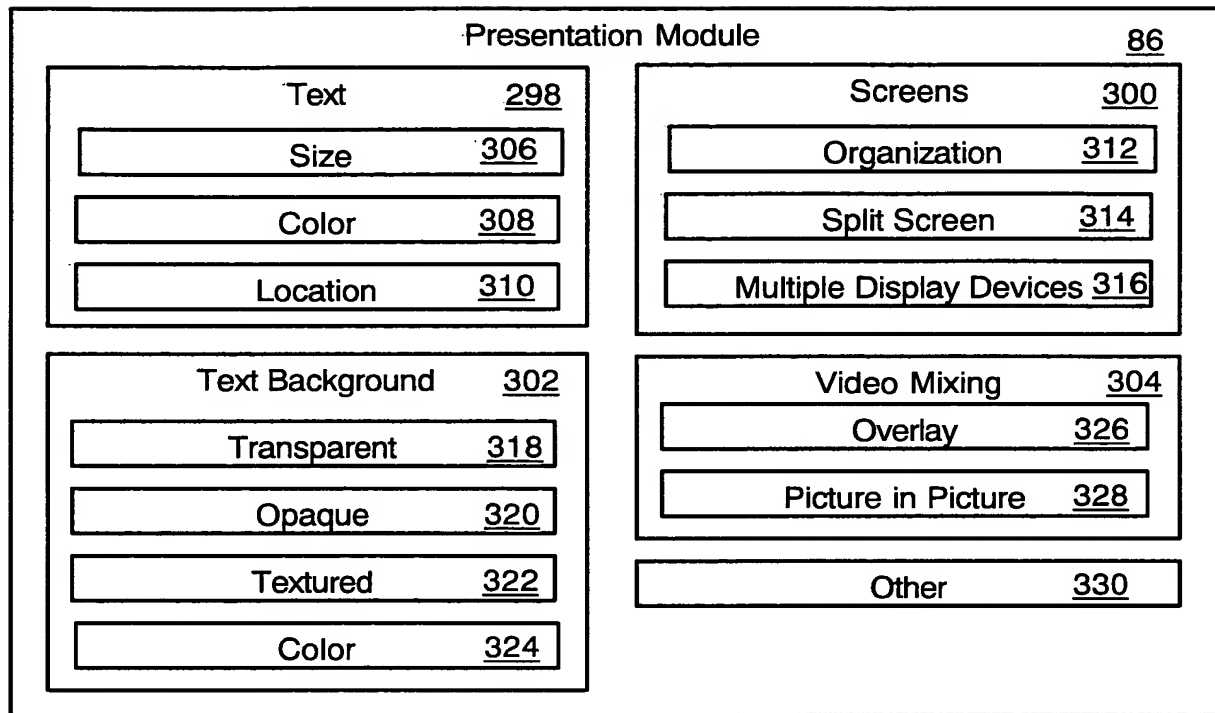 Presentation Module 86
Text 298
Size 306
Color 308
Location 310
Screens 300
Organization 312
Split Screen 314
Multiple Display Devices 316
Text Background 302
Transparent 318
Opaque 320
Textured 322
Color 324
Video Mixing 304
Overlay 326
Picture in Picture 328
Other 330